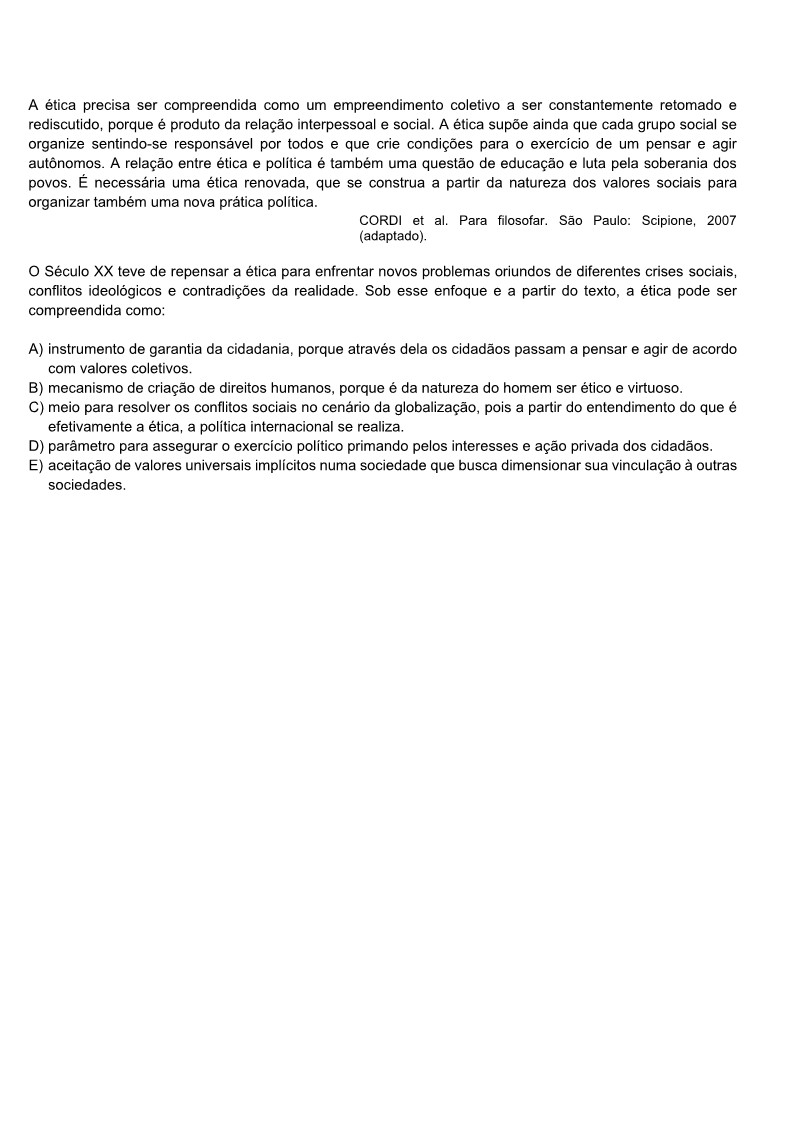 A ética precisa ser compreendida como um empreendimento coletivo a ser constantemente retomado e
rediscutido, porque é produto da relação interpessoal e social. A ética supõe ainda que cada grupo social se
organize sentindo-se responsável por todos e que crie condições para o exercício de um pensar e agir
autônomos. A relação entre ética e política é também uma questão de educação e luta pela soberania dos
povos. É necessária uma ética renovada, que se construa a partir da natureza dos valores sociais para
organizar também uma nova prática política.
CORDI et al. Para filosofar. São Paulo: Scipione, 2007
(adaptado).
O Século XX teve de repensar a ética para enfrentar novos problemas oriundos de diferentes crises sociais,
conflitos ideológicos e contradições da realidade. Sob esse enfoque e a partir do texto, a ética pode ser
compreendida como:
A) instrumento de garantia da cidadania, porque através dela os cidadãos passam a pensar e agir de acordo
com valores coletivos.
B) mecanismo de criação de direitos humanos, porque é da natureza do homem ser ético e virtuoso.
C) meio para resolver os conflitos sociais no cenário da globalização, pois a partir do entendimento do que é
efetivamente a ética, a política internacional se realiza.
D) parâmetro para assegurar o exercício político primando pelos interesses e ação privada dos cidadãos.
E) aceitação de valores universais implícitos numa sociedade que busca dimensionar sua vinculação à outras
sociedades.